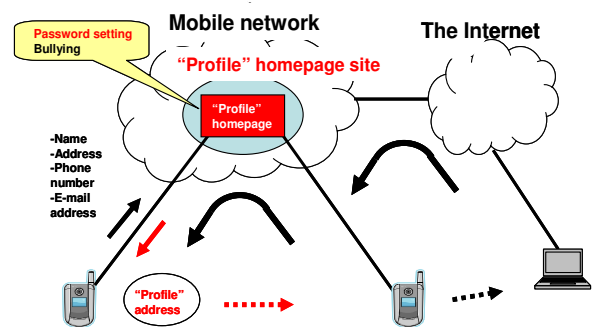 Mobile network
The Internet
Password setting
Bullying
“Profile” homepage site
“Profile”
homepage
-Name
-Address
-Phone
number
-E-mail
address
“Profile”
address